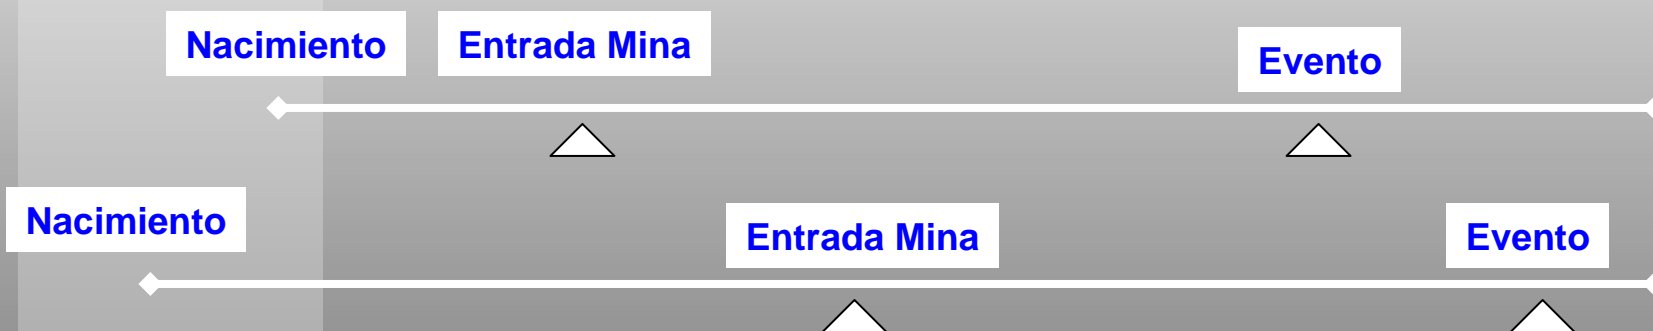 Nacimiento
Entrada Mina
Evento
Nacimiento
Entrada Mina
Evento